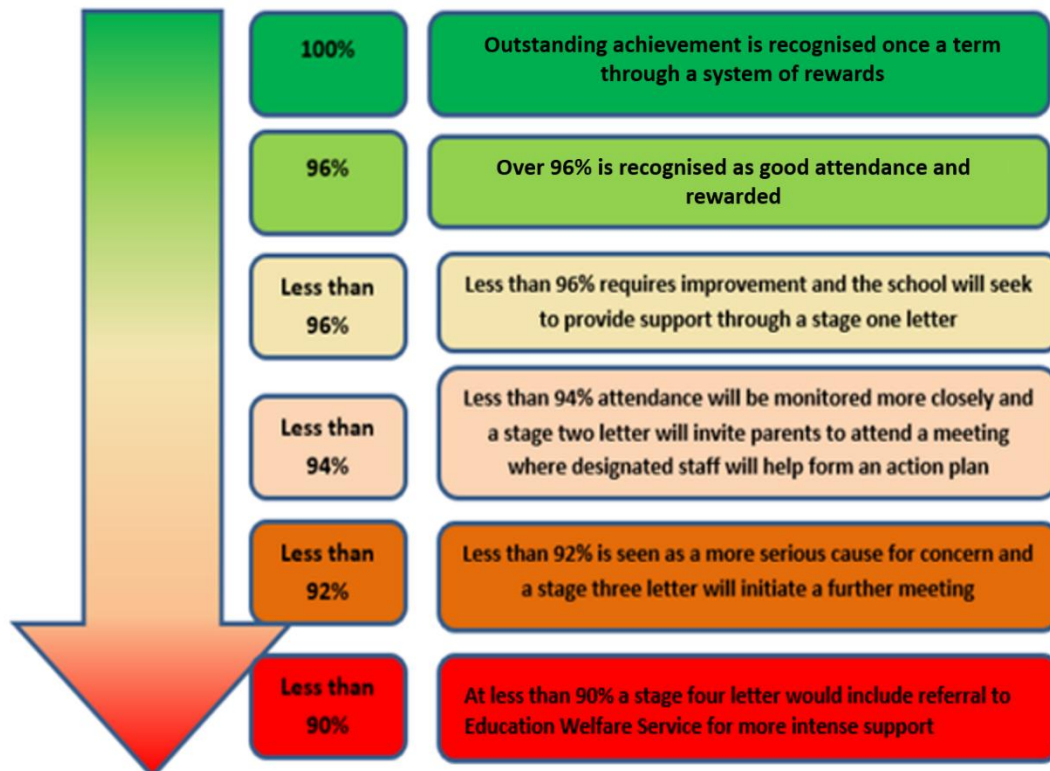 100%
Outstanding achievement is recognised once a term
through a system of rewards
96%
Over 96% is recognised as good attendance and
rewarded
Less than
96%
Less than 96% requires improvement and the school will seek
to provide support through a stage one letter
Less than
94%
Less than 94% attendance will be monitored more closely and
a stage two letter will invite parents to attend a meeting
where designated staff will help form an action plan
Less than
92%
Less than 92% is seen as a more serious cause for concern and
a stage three letter will initiate a further meeting
Less than
90%
At less than 90% a stage four letter would include referral to
Education Welfare Service for more intense support